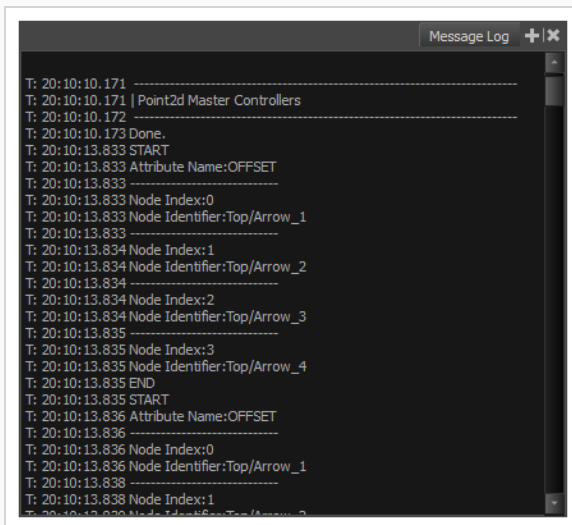 Message Log
T: 20:10:10.171 --------------------------------------------------------------------------
T: 20:10:10.171 | Point2d Master Controllers
T: 20:10:10.172 --------------------------------------------------------------------------
T: 20:10:10.173 Done.
T: 20:10:13.833 START
T: 20:10:13.833 Attribute Name:OFFSET
T: 20:10:13.833 -----------------------------
T: 20:10:13.833 Node Index:0
T: 20:10:13.833 Node Identifier:Top/Arrow_1
T: 20:10:13.833 -----------------------------
T: 20:10:13.834 Node Index:1
T: 20:10:13.834 Node Identifier:Top/Arrow_2
T: 20:10:13.834 -----------------------------
T: 20:10:13.834 Node Index:2
T: 20:10:13.834 Node Identifier:Top/Arrow_3
T: 20:10:13.835 -----------------------------
T: 20:10:13.835 Node Index:3
T: 20:10:13.835 Node Identifier:Top/Arrow_4
T: 20:10:13.835 END
T: 20:10:13.835 START
T: 20:10:13.836 Attribute Name:OFFSET
T: 20:10:13.836 -----------------------------
T: 20:10:13.836 Node Index:0
T: 20:10:13.836 Node Identifier:Top/Arrow_1
T: 20:10:13.838 -----------------------------
T: 20:10:13.838 Node Index:1